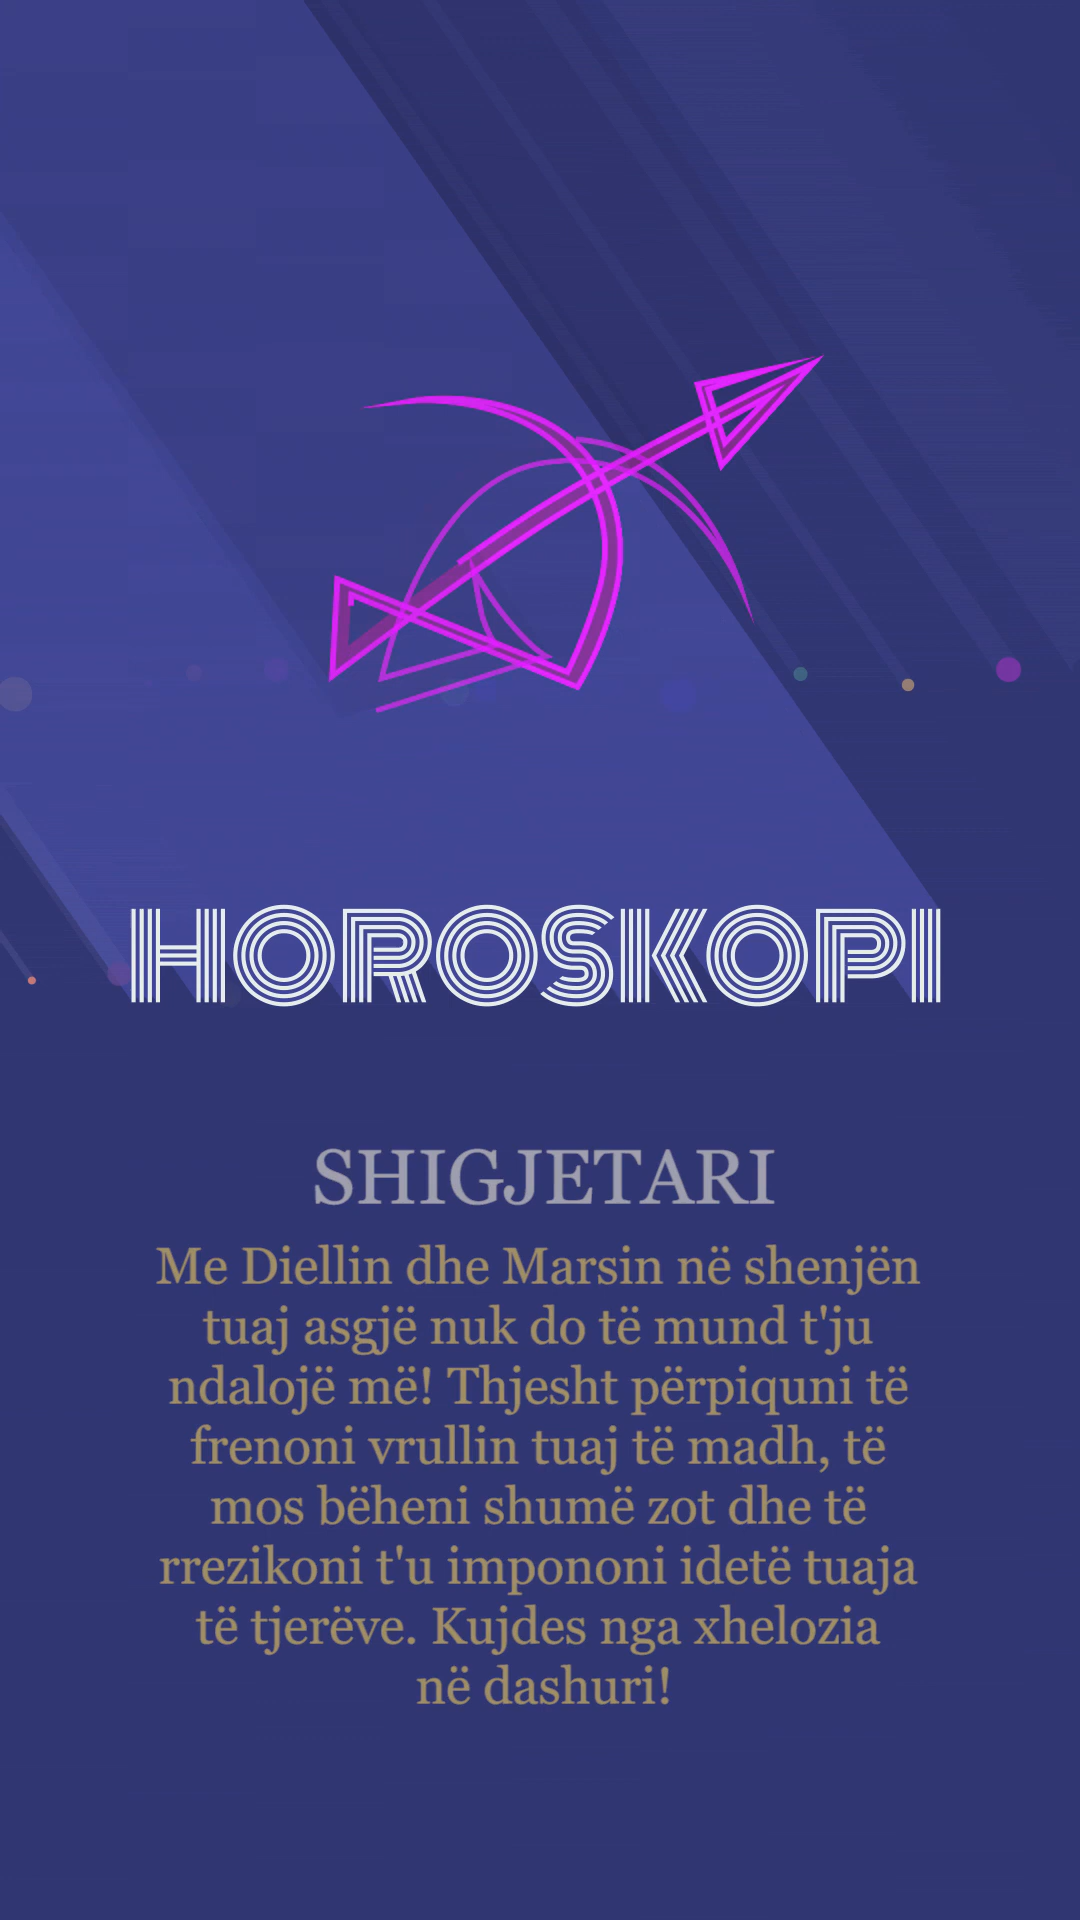 HOROSKOPI
SHIGJETARI
Me Diellin dhe Marsin në shenjën
tuaj asgjë nuk do të mund t'ju
ndalojë më! Thjesht përpiquni të
frenoni vrullin tuaj të madh, të
mos bëheni shumë zot dhe të
rrezikoni t'u impononi idetë tuaja
të tjerëve. Kujdes nga xhelozia
në dashuri!